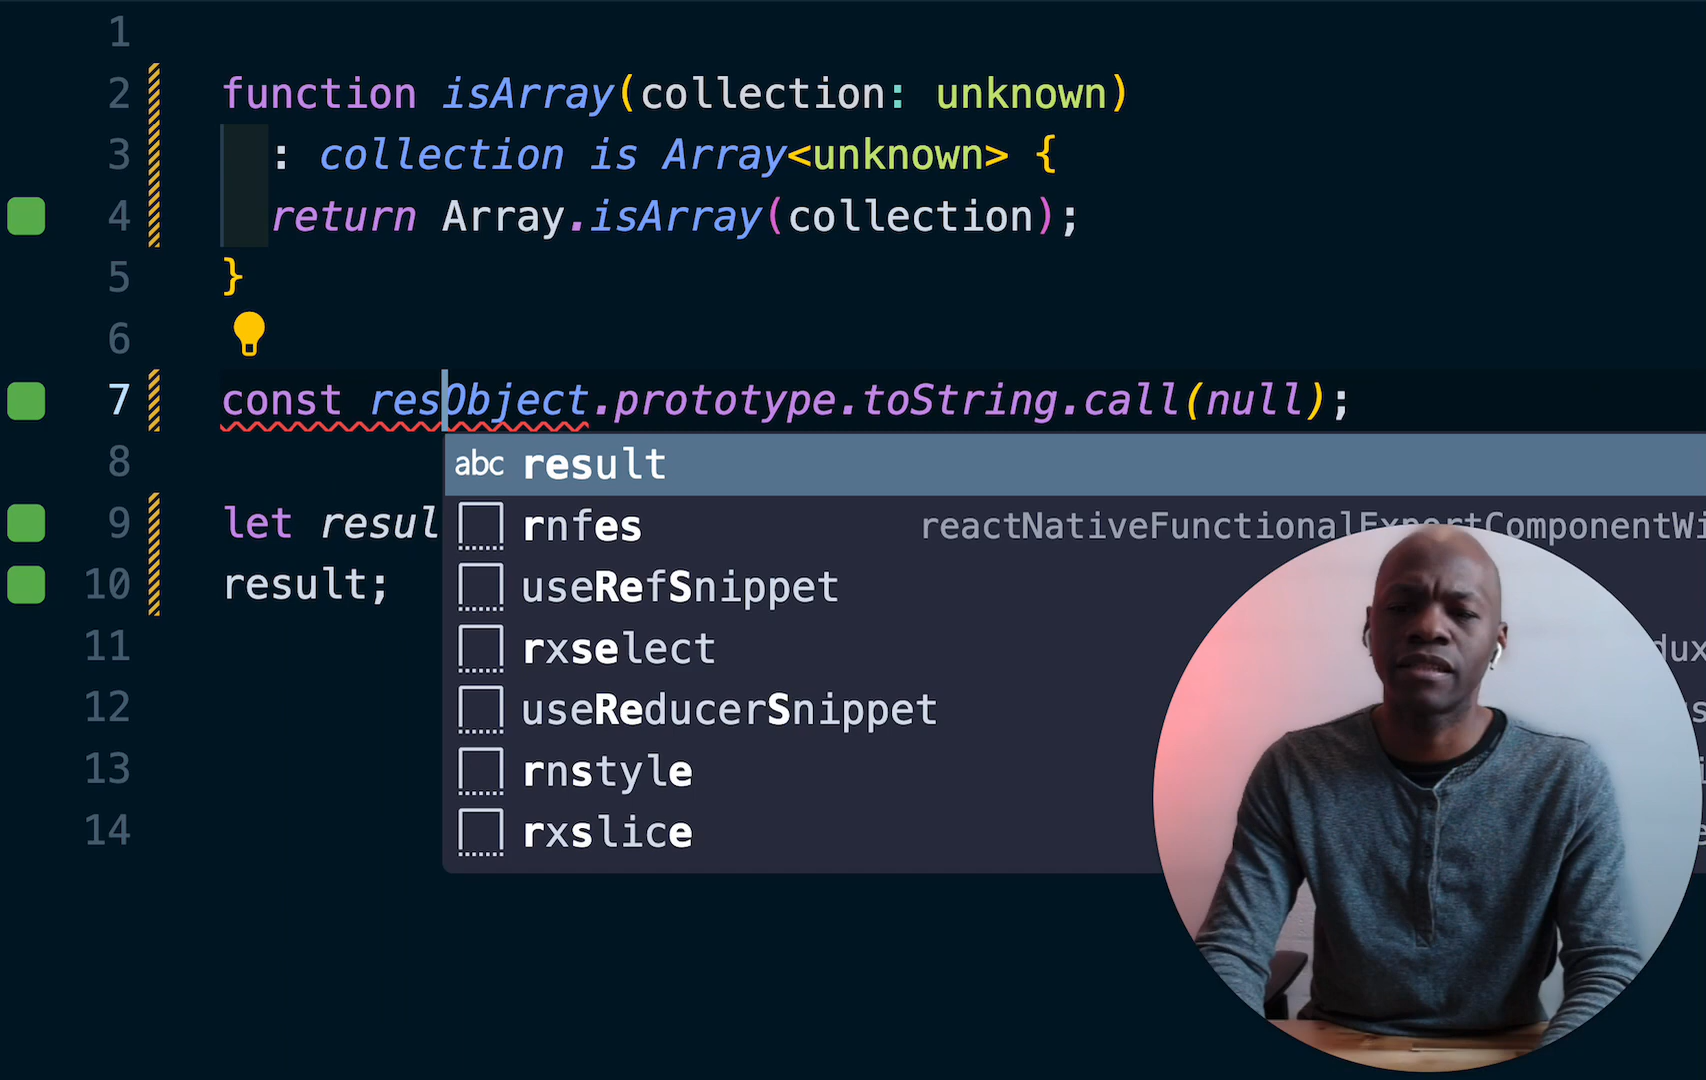 1
2 function isArray(collection: unknown)
3 : collection is Array<unknown> {
4 return Array.isArray(collection);
5 }
6
7 const resObject.prototype.toString.call(null);
8
abc result
9 let resul
rnfes reactNativeFunctionalExportComponentWi
10 result;
useRefSnippet
11
rxselect dux
12
useReducerSnippet
13
rnstyle
14
rxslice